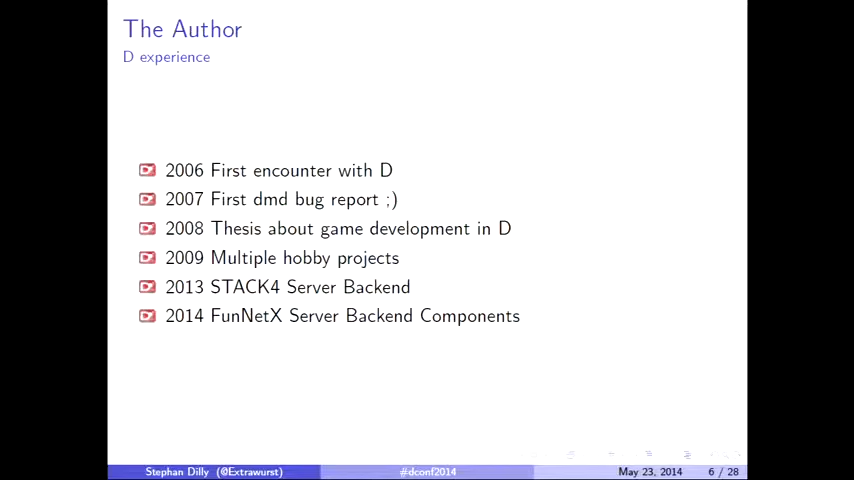 The Author
D experience
2006 First encounter with D
2007 First dmd bug report ;)
2008 Thesis about game development in D
2009 Multiple hobby projects
2013 STACK4 Server Backend
2014 FunNetX Server Backend Components
Stephan Dilly (@Extrawurst) #dconf2014 May 23, 2014 6 / 28